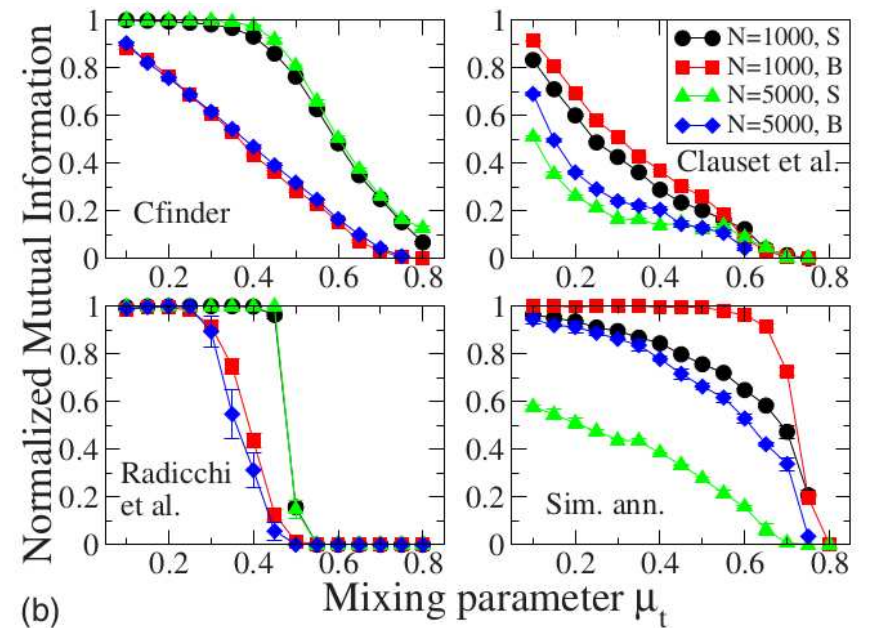 Normalized Mutual Information
1
0.8
0.6
0.4
0.2
0
0.2 0.4 0.6 0.8
Cfinder
1
0.8
0.6
0.4
0.2
0
0.2 0.4 0.6 0.8
N=1000, S
N=1000, B
N=5000, S
N=5000, B
Clauset et al.
1
0.8
0.6
0.4
0.2
0
0.2 0.4 0.6 0.8
Radicchi
et al.
1
0.8
0.6
0.4
0.2
0
0.2 0.4 0.6 0.8
Sim. ann.
(b)
Mixing parameter μt